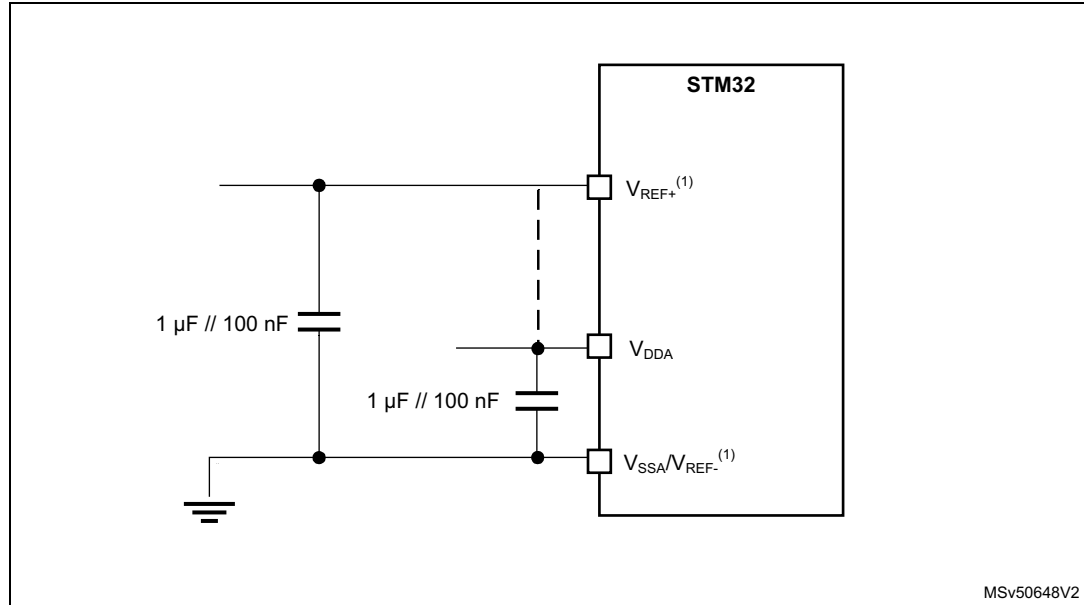 STM32
VREF+(1)
1 µF // 100 nF
VDDA
1 µF // 100 nF
VSSA/VREF-(1)
MSv50648V2